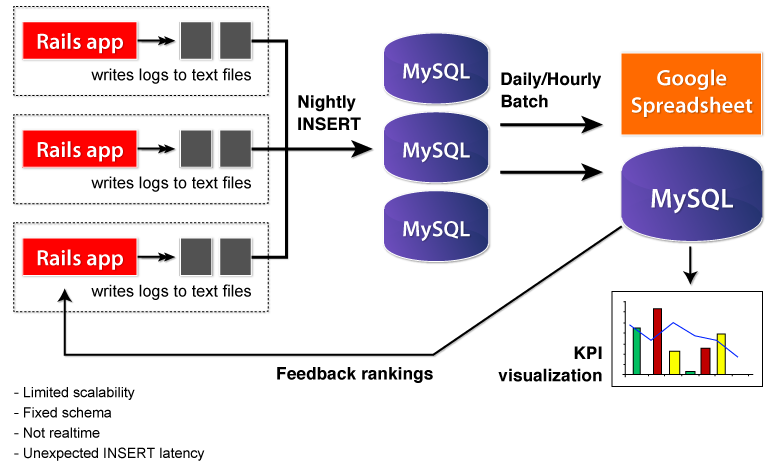 Rails app
writes logs to text files
Rails app
writes logs to text files
Rails app
writes logs to text files
Nightly
INSERT
MySQL
MySQL
MySQL
Daily/Hourly
Batch
Google
Spreadsheet
MySQL
KPI
visualization
Feedback rankings
- Limited scalability
- Fixed schema
- Not realtime
- Unexpected INSERT latency